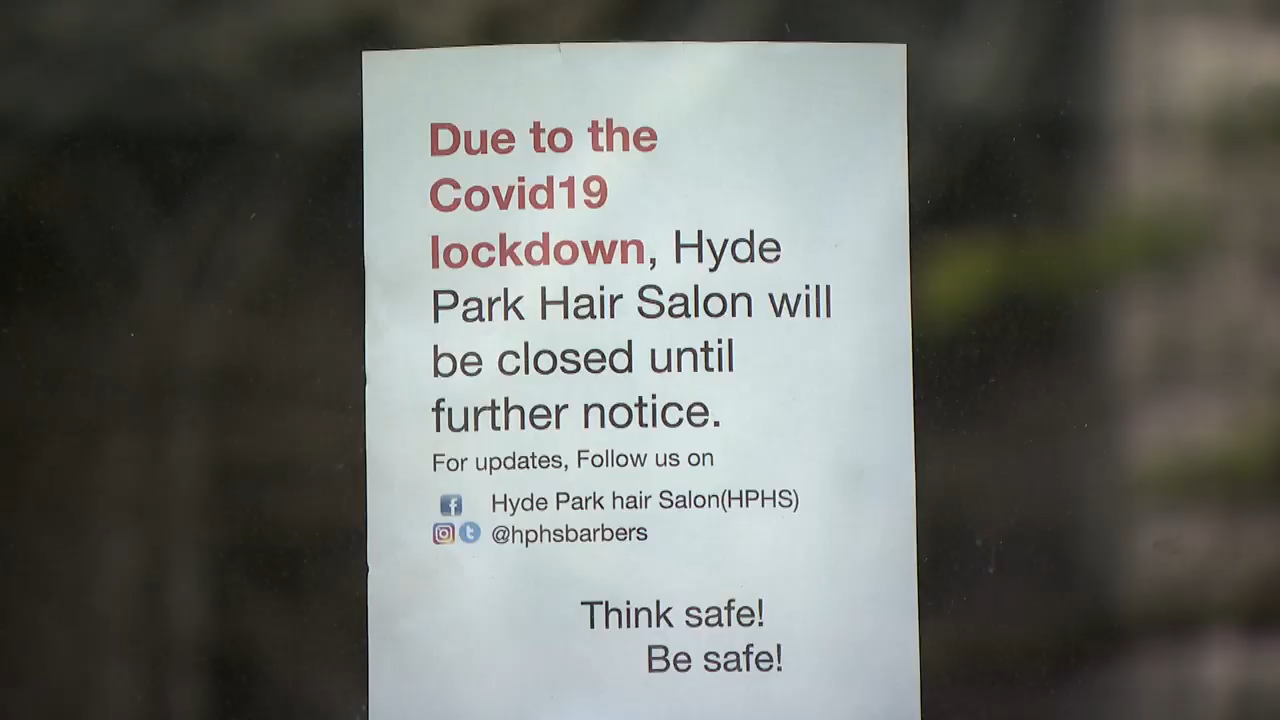 Due to the
Covid19
lockdown, Hyde
Park Hair Salon will
be closed until
further notice.
For updates, Follow us on
Hyde Park hair Salon(HPHS)
@hphsbarbers
Think safe!
Be safe!